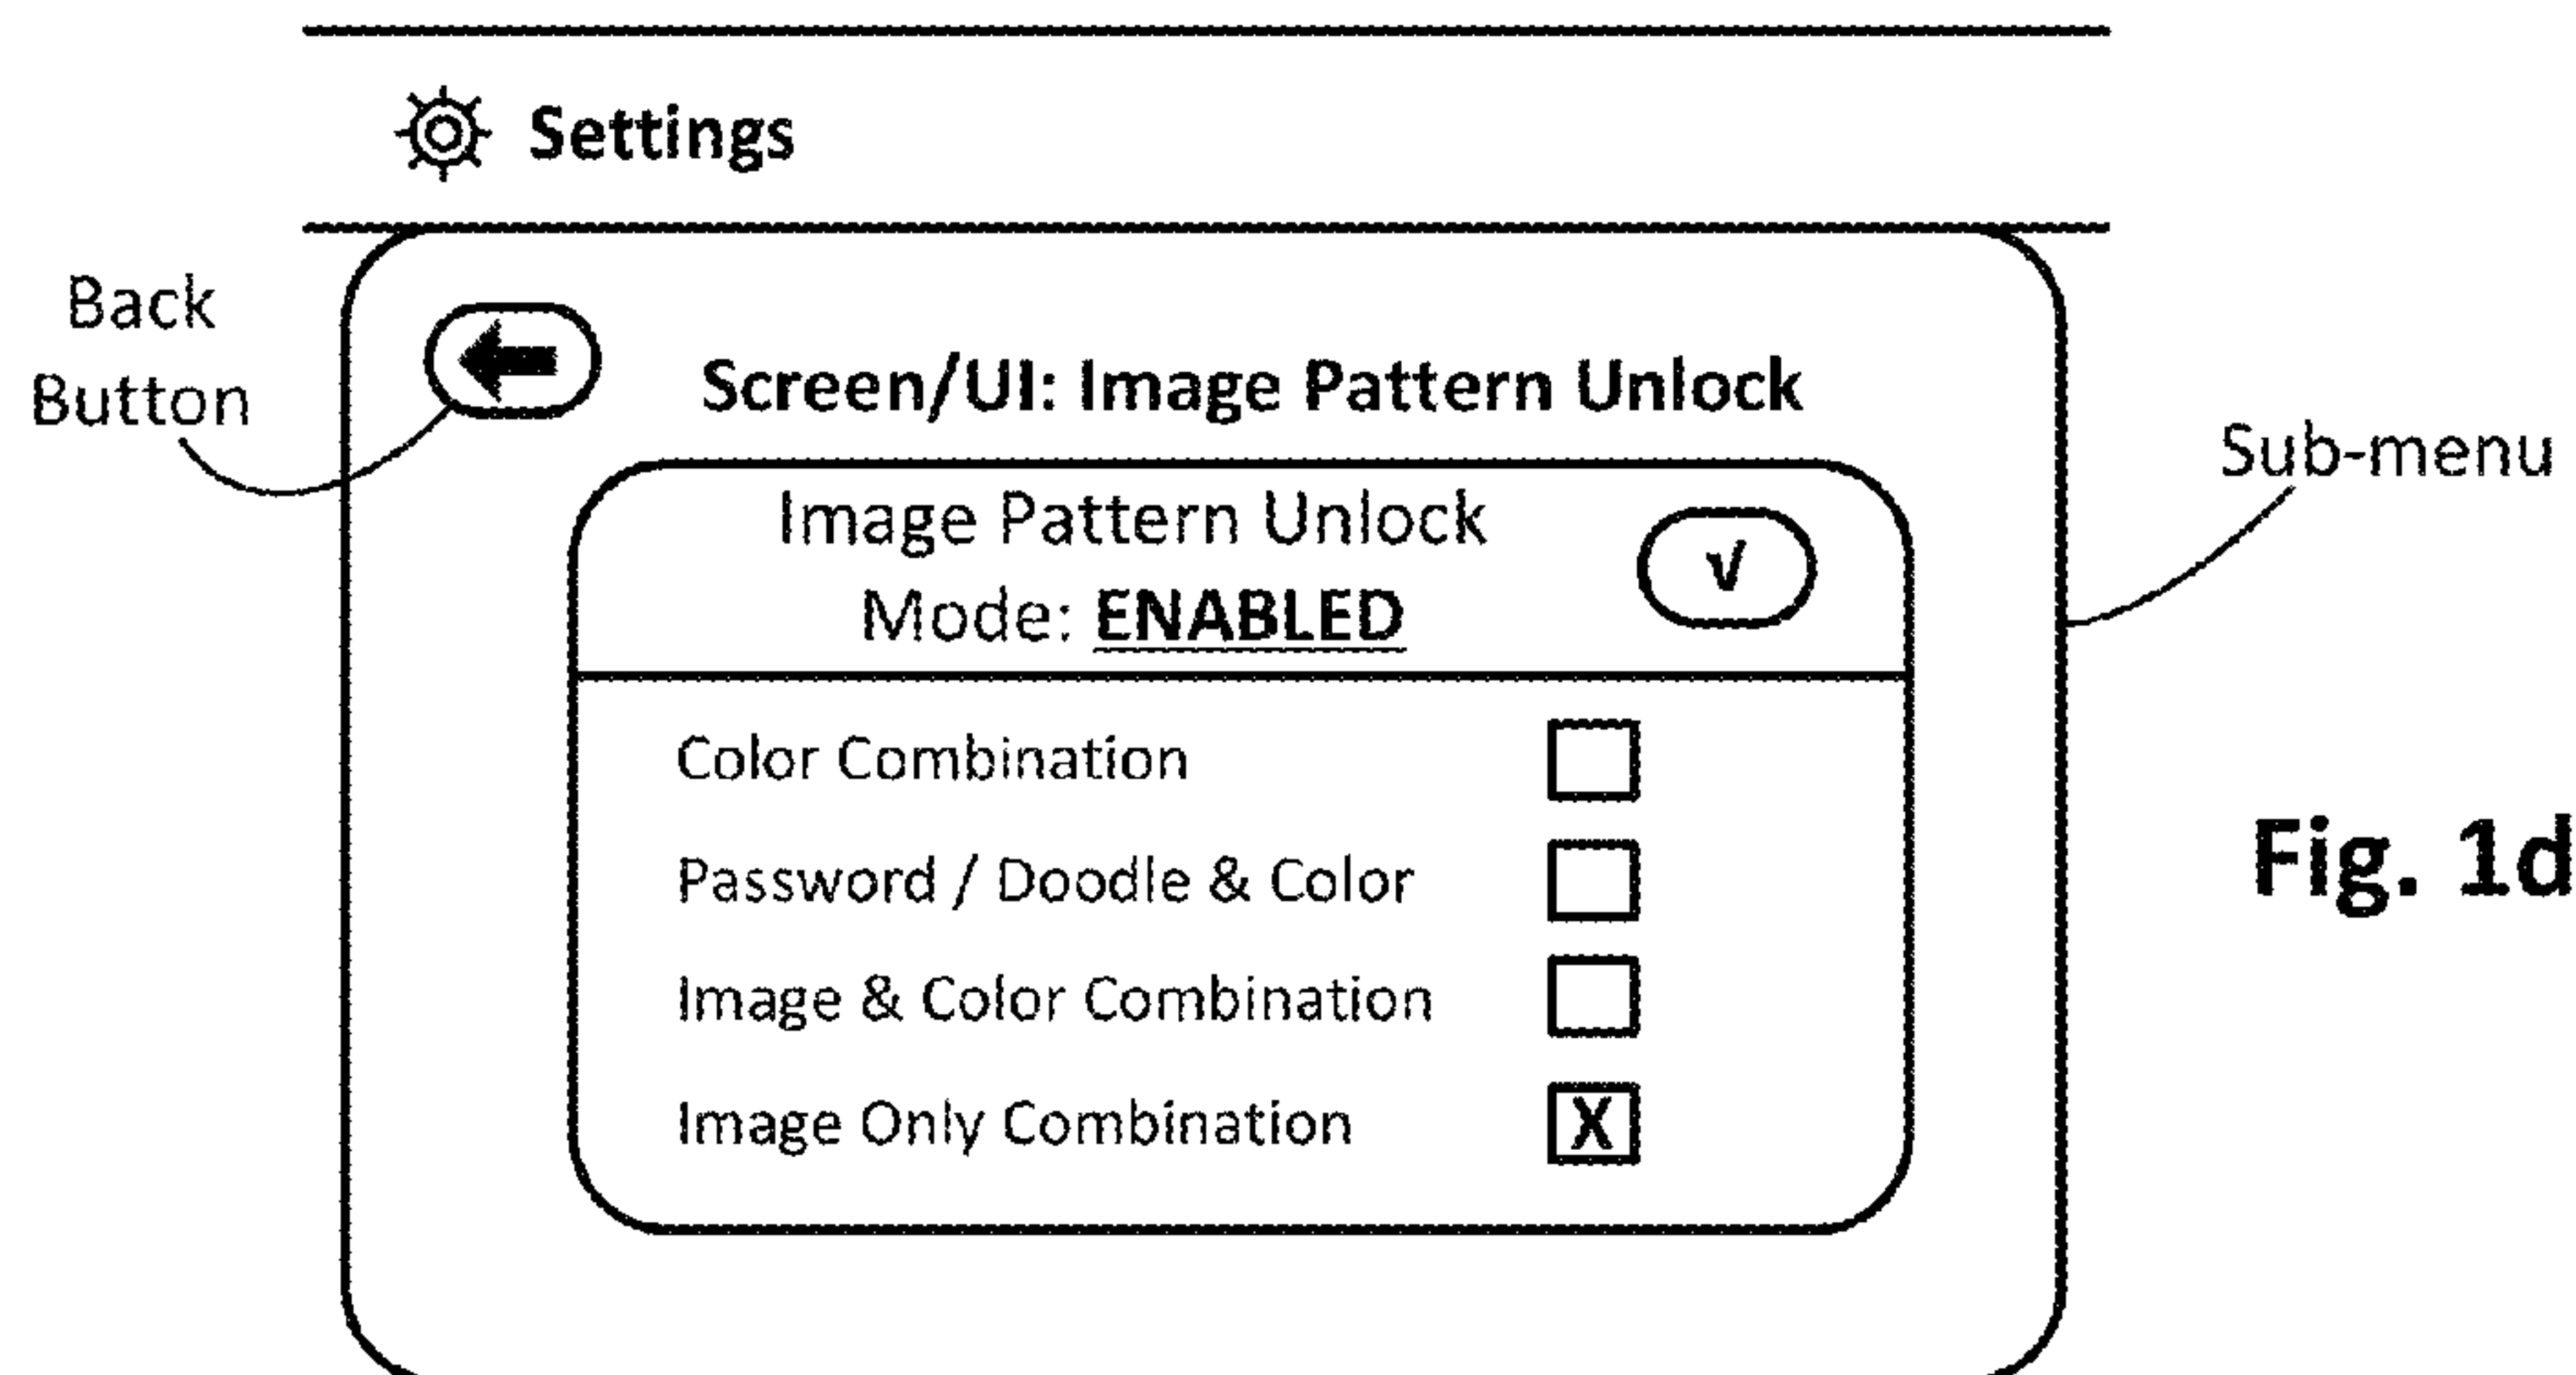 Settings
Back
Button
Screen/UI: Image Pattern Unlock
Sub-menu
Image Pattern Unlock
Mode: ENABLED
√
Color Combination
Password / Doodle & Color
Image & Color Combination
Image Only Combination X
Fig. 1d